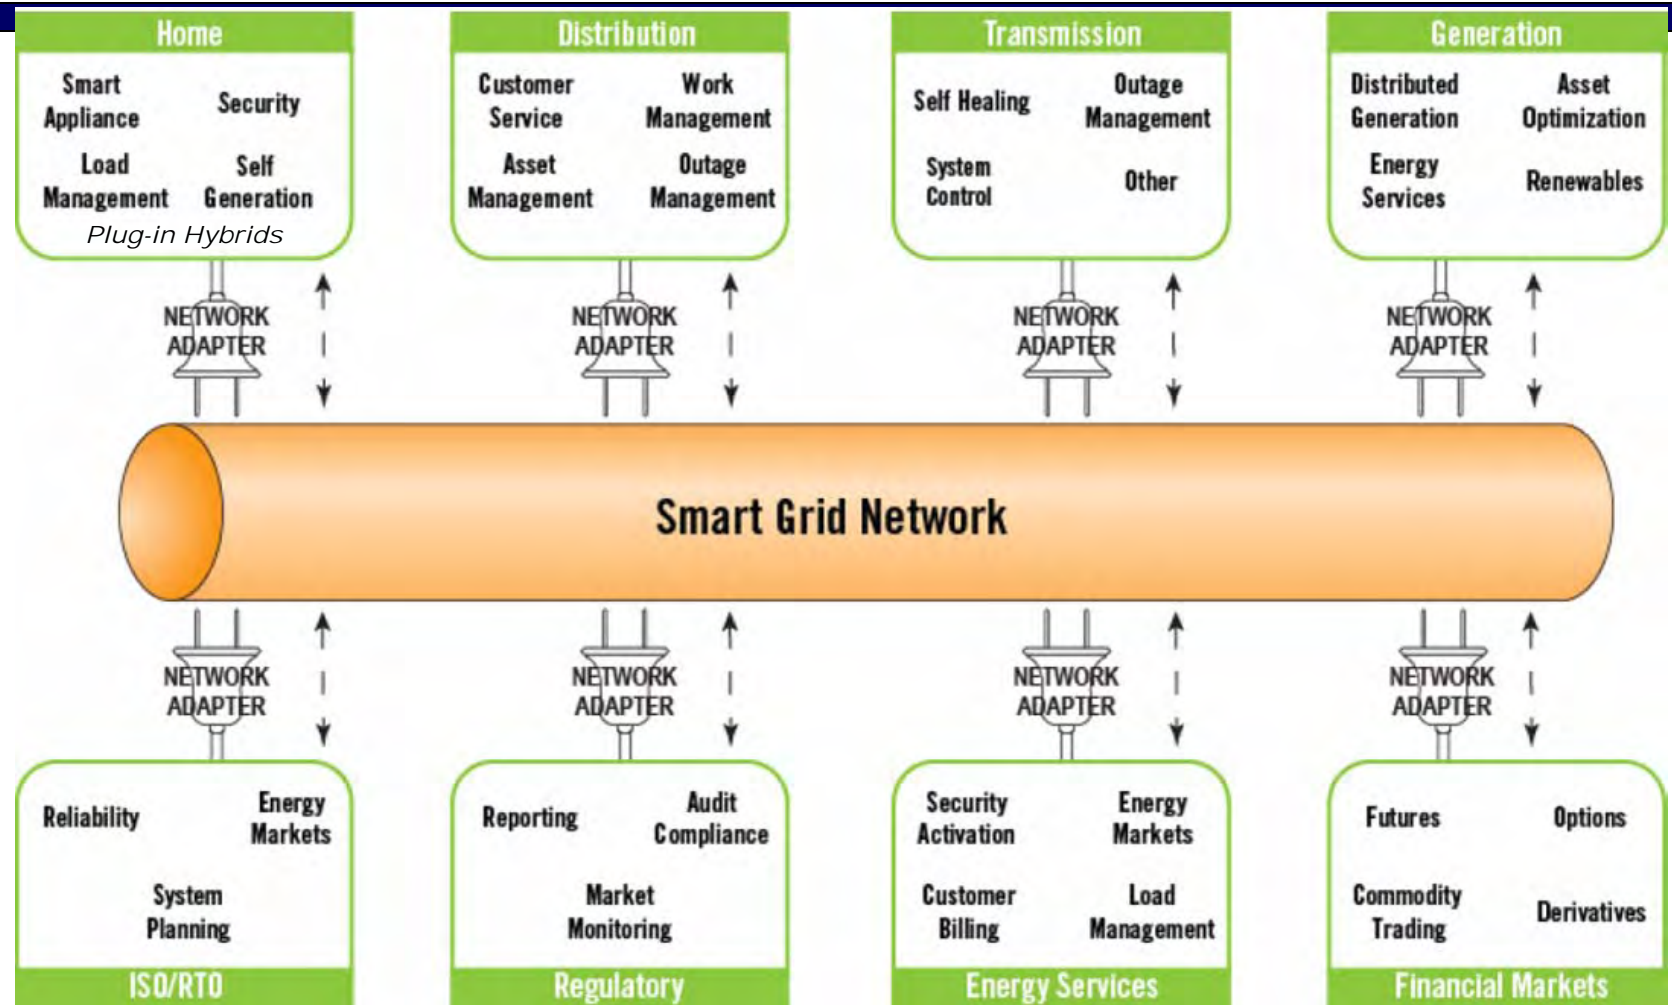 Home
Smart
Appliance
Security
Load
Management
Self
Generation
Plug-in Hybrids
Distribution
Customer
Service
Work
Management
Asset
Management
Outage
Management
Transmission
Self Healing
Outage
Management
System
Control
Other
Generation
Distributed
Generation
Asset
Optimization
Energy
Services
Renewables
NETWORK
ADAPTER
NETWORK
ADAPTER
NETWORK
ADAPTER
NETWORK
ADAPTER
Smart Grid Network
NETWORK
ADAPTER
NETWORK
ADAPTER
NETWORK
ADAPTER
NETWORK
ADAPTER
Reliability
Energy
Markets
System
Planning
ISO/RTO
Reporting
Audit
Compliance
Market
Monitoring
Regulatory
Security
Activation
Energy
Markets
Customer
Billing
Load
Management
Energy Services
Futures
Options
Commodity
Trading
Derivatives
Financial Markets